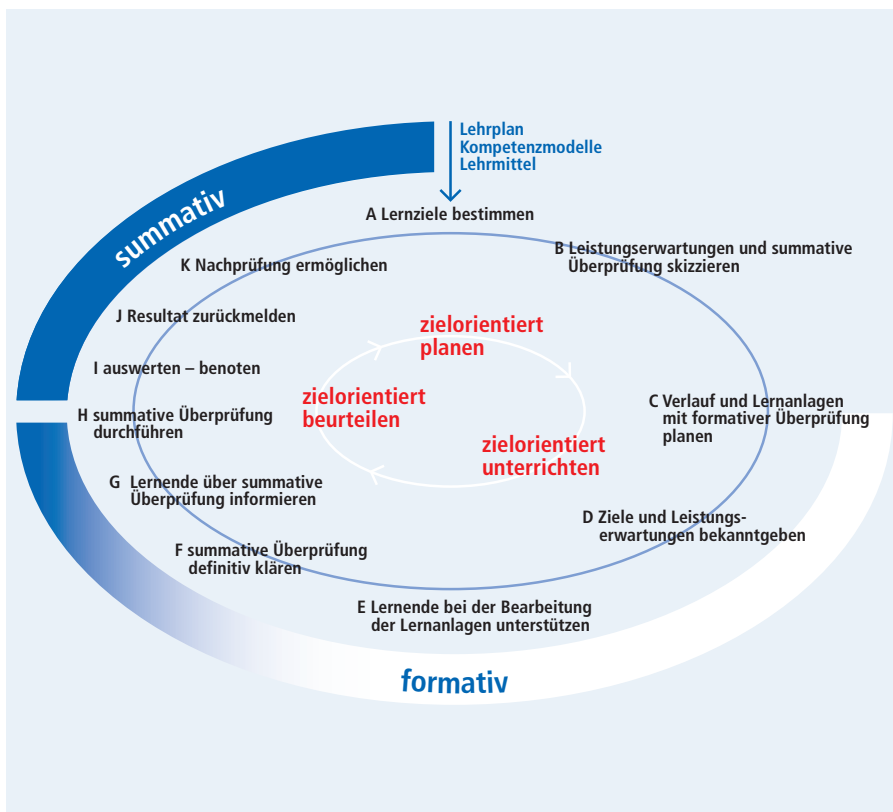 summativ
Lehrplan
Kompetenzmodelle
Lehrmittel
A Lernziele bestimmen
B Leistungserwartungen und summative
Überprüfung skizzieren
C Verlauf und Lernanlagen
mit formativer Überprüfung
planen
D Ziele und Leistungs-
erwartungen bekanntgeben
E Lernende bei der Bearbeitung
der Lernanlagen unterstützen
F summative Überprüfung
definitiv klären
G Lernende über summative
Überprüfung informieren
H summative Überprüfung
durchführen
I auswerten – benoten
J Resultat zurückmelden
K Nachprüfung ermöglichen
zielorientiert
planen
zielorientiert
unterrichten
zielorientiert
beurteilen
formativ